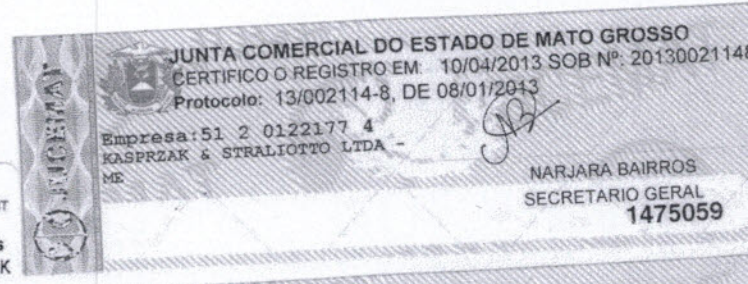 JUNTA COMERCIAL DO ESTADO DE MATO GROSSO
CERTIFICO O REGISTRO EM: 10/04/2013 SOB Nº: 20130021148
Protocolo: 13/002114-8, DE 08/01/2013
Empresa:51 2 0122177 4
KASPRZAK & STRALIOTTO LTDA -
ME
NARJARA BAIRROS
SECRETARIO GERAL
1475059
JUCEMAT